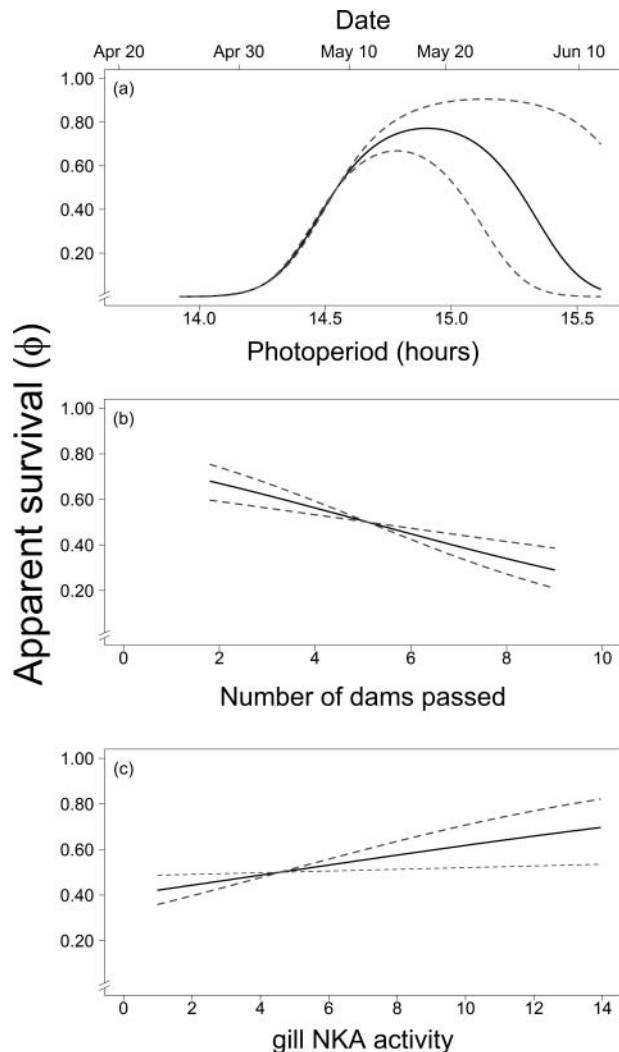 Date
Apr 20 Apr 30 May 10 May 20 Jun 10
(a)
1.00
0.80
0.60
0.40
0.20
14.0 14.5 15.0 15.5
Photoperiod (hours)
Apparent survival (ϕ)
(b)
1.00
0.80
0.60
0.40
0.20
0 2 4 6 8 10
Number of dams passed
(c)
1.00
0.80
0.60
0.40
0.20
0 2 4 6 8 10 12 14
gill NKA activity